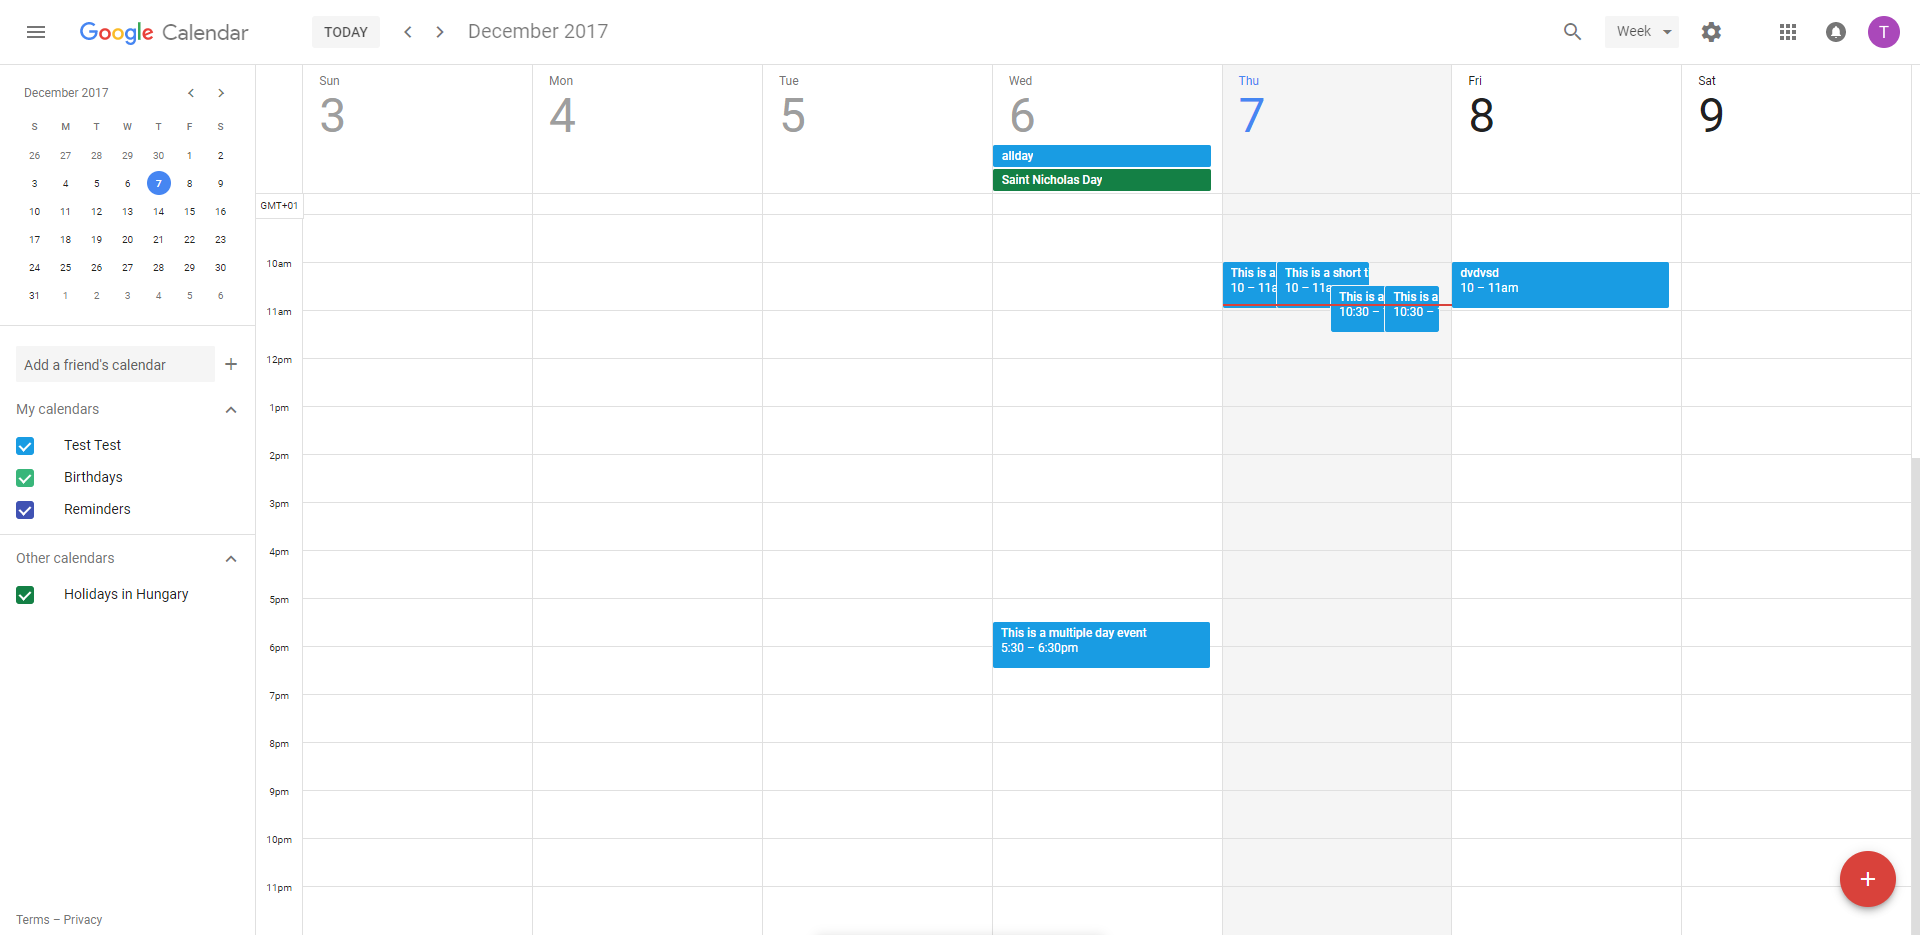 Google Calendar
TODAY
December 2017
Week
T
December 2017
S M T W T F S
26 27 28 29 30 1 2
3 4 5 6 7 8 9
10 11 12 13 14 15 16
17 18 19 20 21 22 23
24 25 26 27 28 29 30
31 1 2 3 4 5 6
Add a friend's calendar
My calendars
Test Test
Birthdays
Reminders
Other calendars
Holidays in Hungary
Terms – Privacy
Sun Mon Tue Wed Thu Fri Sat
3 4 5 6 7 8 9
allday
Saint Nicholas Day
GMT+01
10am
11am
12pm
1pm
2pm
3pm
4pm
5pm
6pm
7pm
8pm
9pm
10pm
11pm
This is a multiple day event
5:30 – 6:30pm
This is a
10 – 11a
This is a short t
10 – 11a
This is a
10:30 –
This is a
10:30 –
dvdvsd
10 – 11am